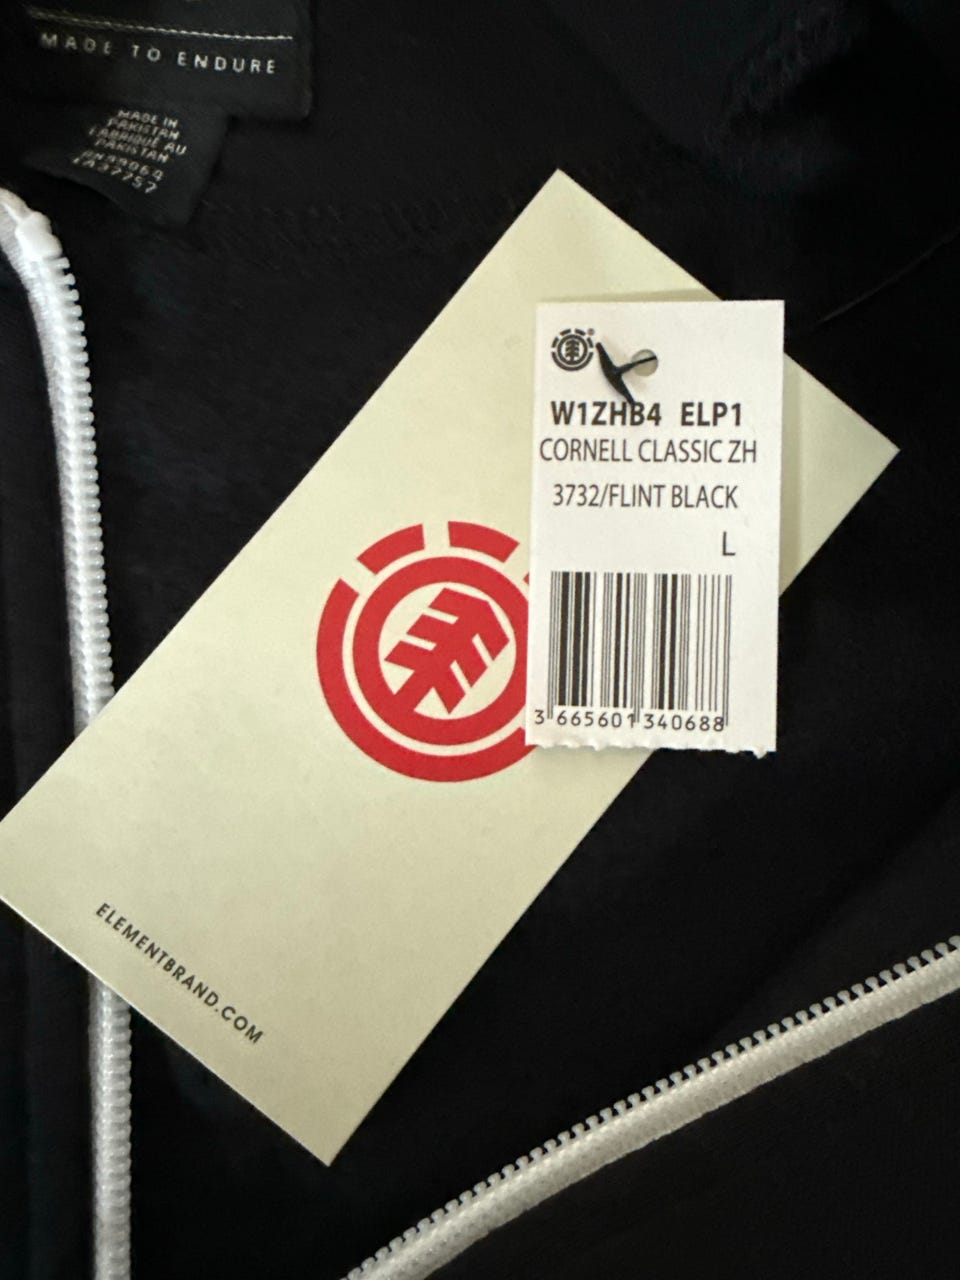 MADE TO ENDURE
MADE IN
PAKISTAN
FABRIQUÉ AU
PAKISTAN
W1ZHB4 ELP1
CORNELL CLASSIC ZH
3732/FLINT BLACK
L
3 665601 340688
ELEMENTBRAND.COM